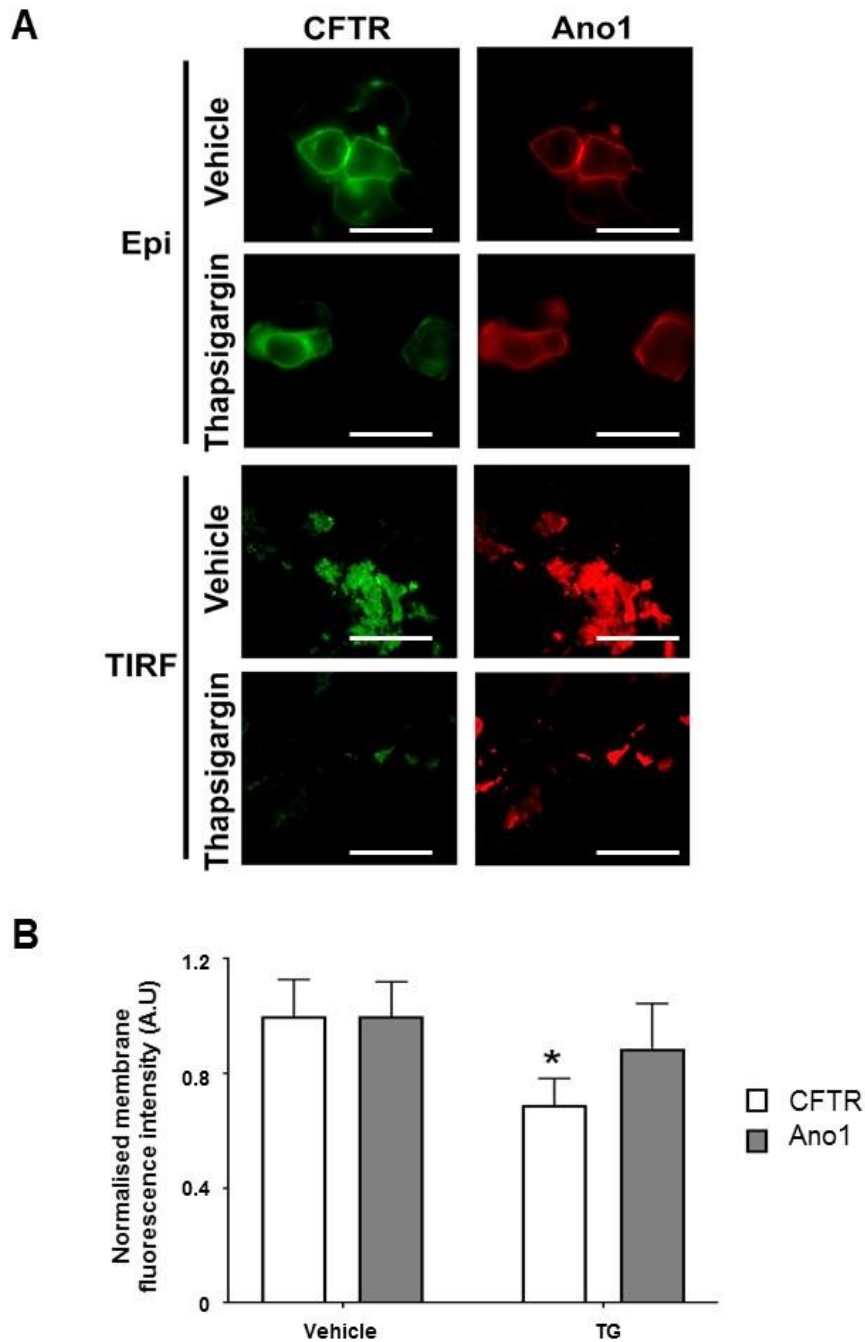 A
CFTR
Ano1
Epi
Vehicle
Thapsigargin
TIRF
Vehicle
Thapsigargin
B
Normalised membrane
fluorescence intensity (A.U)
1.2
0.8
0.4
0
*
CFTR
Ano1
Vehicle
TG